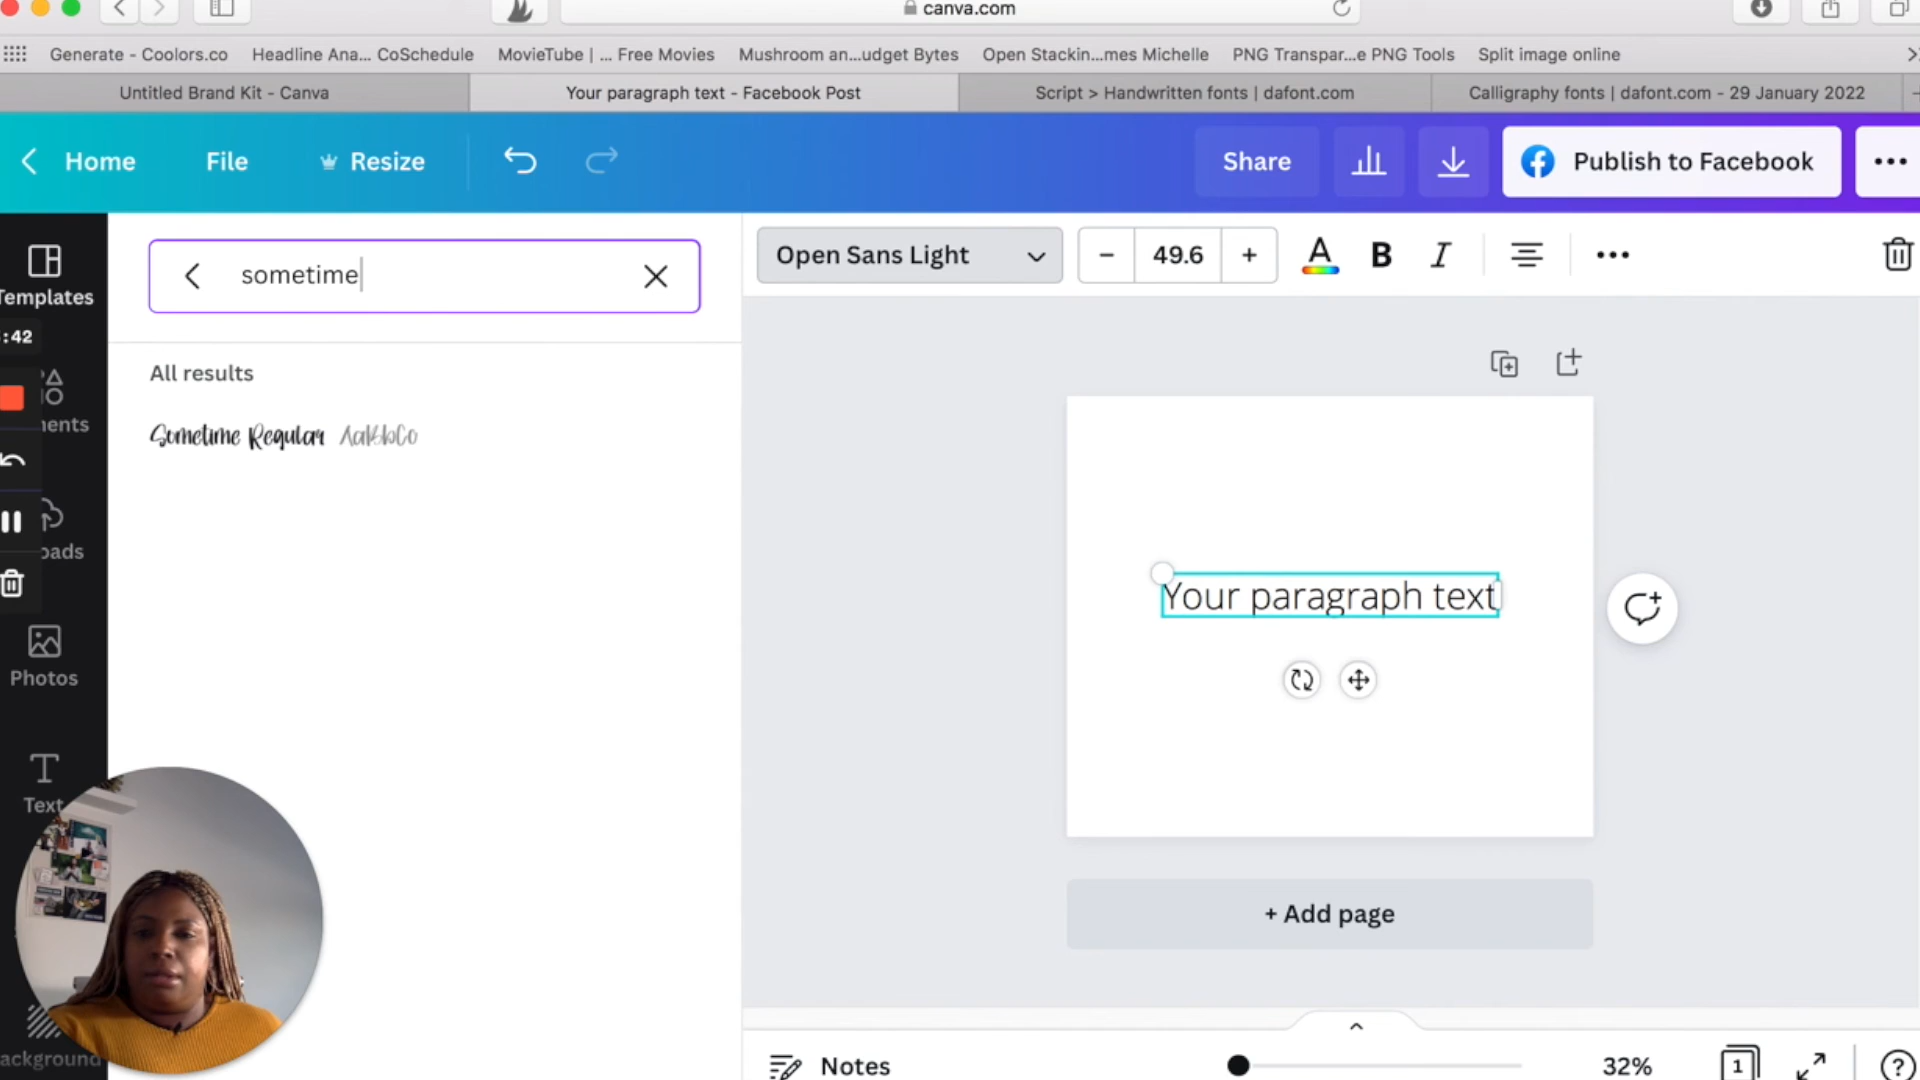 canva.com
Generate - Coolors.co Headline Ana... CoSchedule MovieTube | ... Free Movies Mushroom an...udget Bytes Open Stackin...mes Michelle PNG Transpar...e PNG Tools Split image online
Untitled Brand Kit - Canva Your paragraph text - Facebook Post Script > Handwritten fonts | dafont.com Calligraphy fonts | dafont.com - 29 January 2022
Home File Resize Share Publish to Facebook
sometime
Open Sans Light 49.6 A B I
Templates
:42
All results
Sometime Regular AaBbCc
ments
oads
Photos
Text
ackground
Your paragraph text
+ Add page
Notes 32% 1 ?